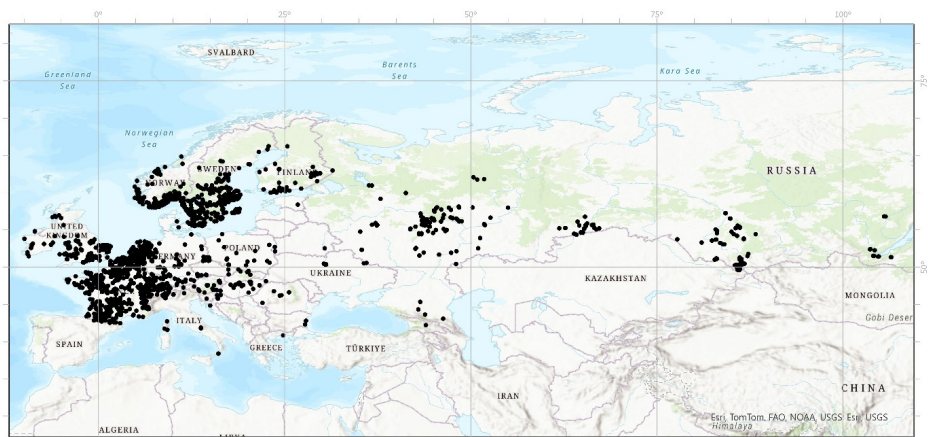 0° 25° 50° 75° 100°
SVALBARD
Barents
Sea
Kara Sea
Greenland
Sea
75°
Norwegian
Sea
SWEDEN
FINLAN
NORWAY
RUSSIA
UNITED
KINGDOM
POLAND
GERMANY
50°
UKRAINE
KAZAKHSTAN
MONGOLIA
Gobi Deser
ITALY
SPAIN
GREECE
TÜRKIYE
CHINA
IRAN
Esri, TomTom, FAO, NOAA, USGS Esri, USGS
Himalaya
ALGERIA